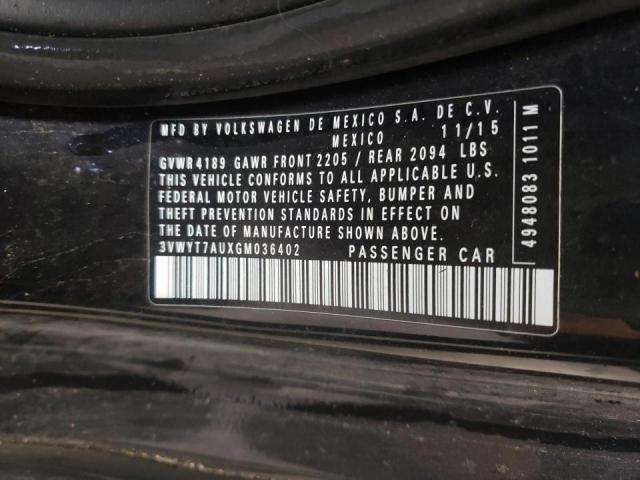 MFD BY VOLKSWAGEN DE MEXICO S.A. DE C.V.
MEXICO 11/15
GVWR 4189 GAWR FRONT 2205 / REAR 2094 LBS
THIS VEHICLE CONFORMS TO ALL APPLICABLE U.S.
FEDERAL MOTOR VEHICLE SAFETY, BUMPER AND
THEFT PREVENTION STANDARDS IN EFFECT ON
THE DATE OF MANUFACTURE SHOWN ABOVE.
3VWYT7AUXGM036402 PASSENGER CAR
4948083 1011 M